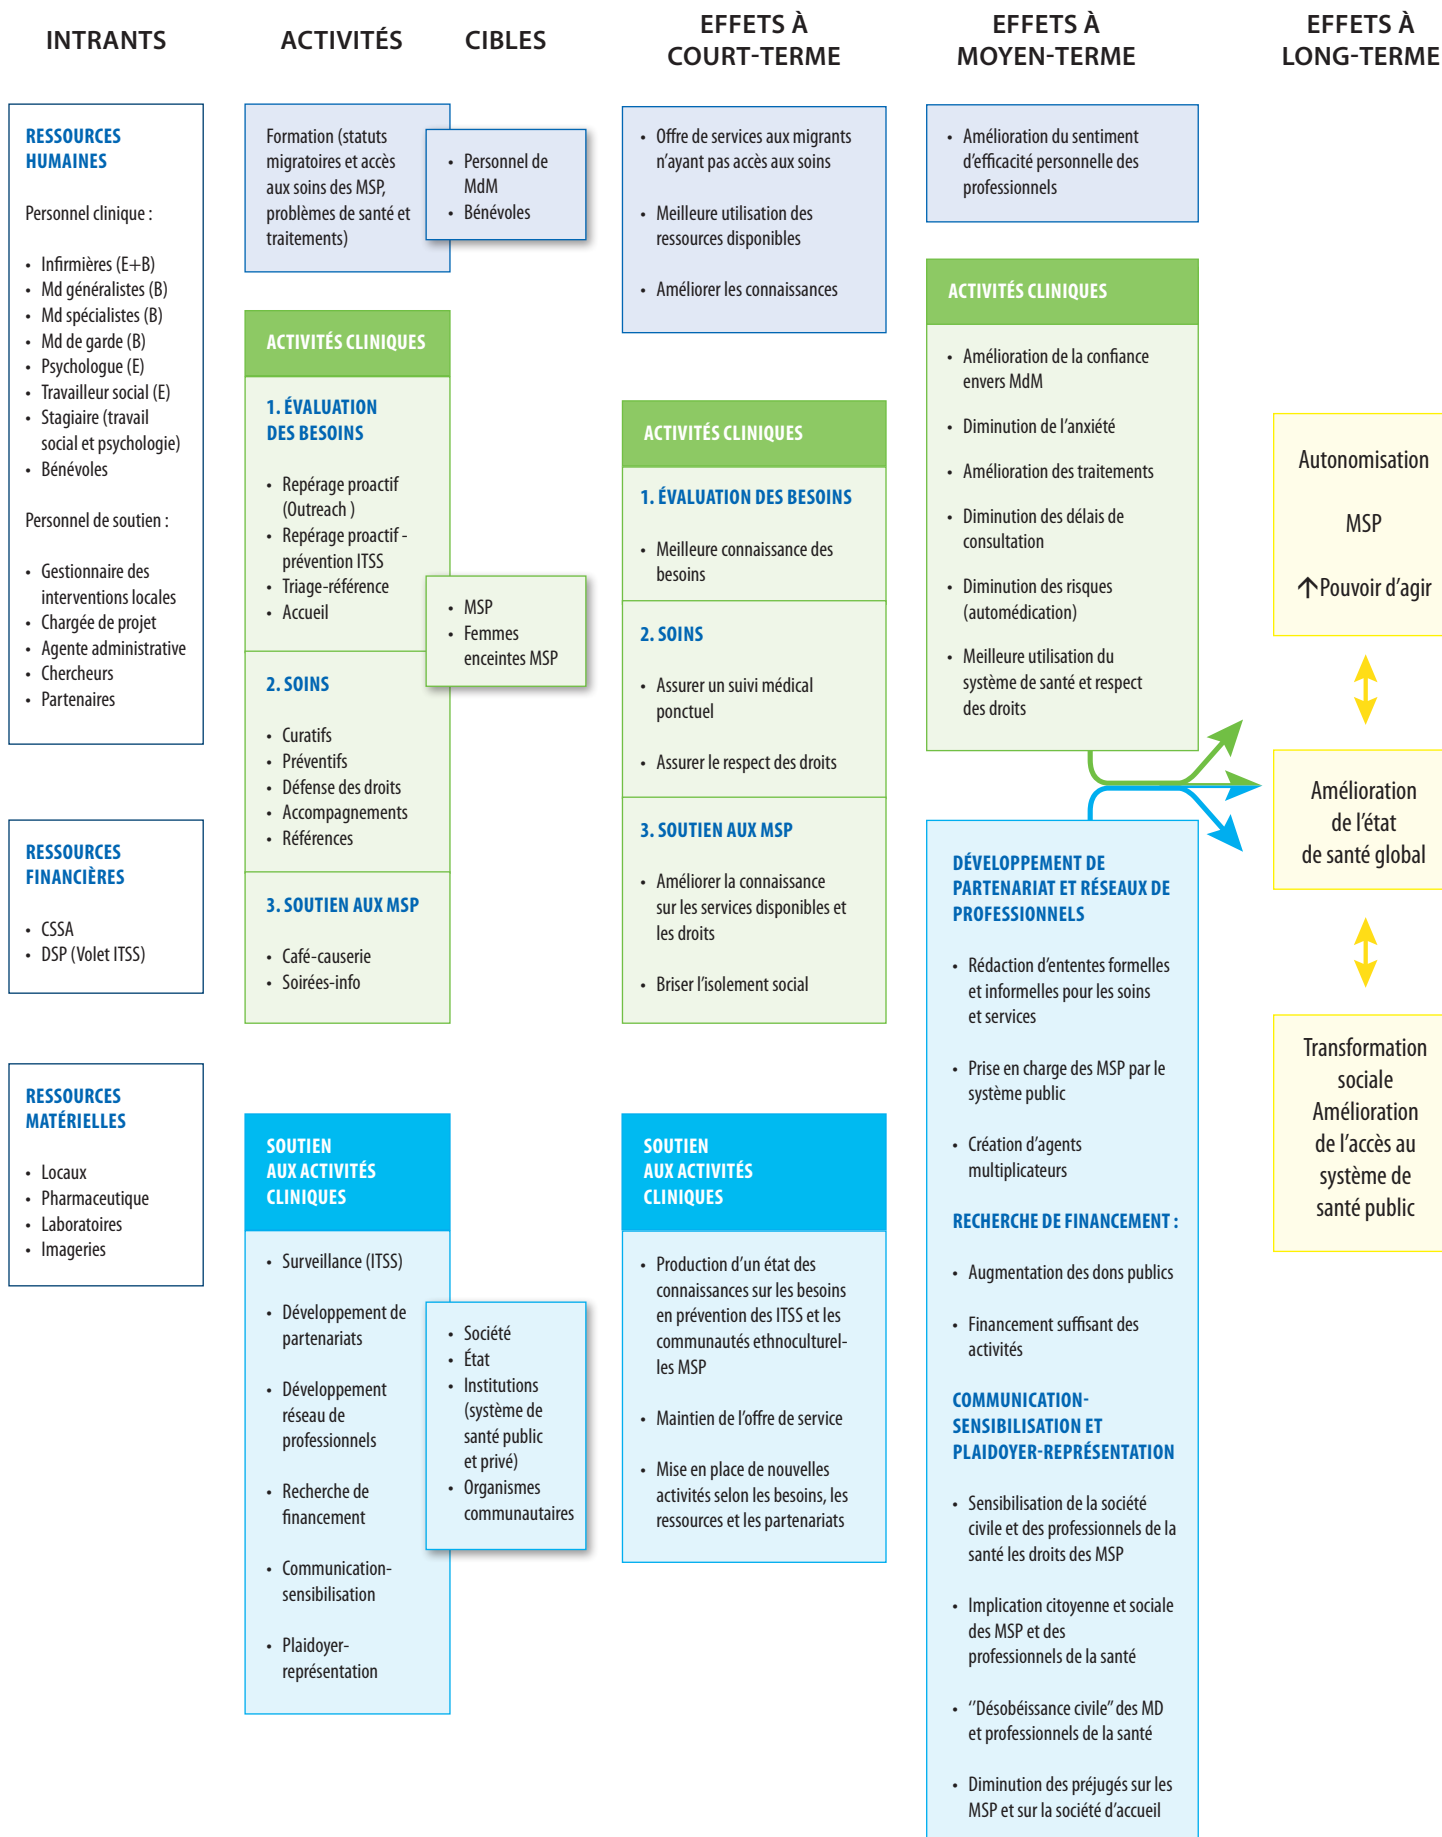 INTRANTS
ACTIVITÉS
CIBLES
EFFETS À
COURT-TERME
EFFETS À
MOYEN-TERME
EFFETS À
LONG-TERME
RESSOURCES
HUMAINES
Personnel clinique :
• Infirmières (E+B)
• Md généralistes (B)
• Md spécialistes (B)
• Md de garde (B)
• Psychologue (E)
• Travailleur social (E)
• Stagiaire (travail
social et psychologie)
• Bénévoles
Personnel de soutien :
• Gestionnaire des
interventions locales
• Chargée de projet
• Agente administrative
• Chercheurs
• Partenaires
RESSOURCES
FINANCIÈRES
• CSSA
• DSP (Volet ITSS)
RESSOURCES
MATÉRIELLES
• Locaux
• Pharmaceutique
• Laboratoires
• Imageries
Formation (statuts
migratoires et accès
aux soins des MSP,
problèmes de santé et
traitements)
ACTIVITÉS CLINIQUES
1. ÉVALUATION
DES BESOINS
• Repérage proactif
(Outreach )
• Repérage proactif -
prévention ITSS
• Triage-référence
• Accueil
2. SOINS
• Curatifs
• Préventifs
• Défense des droits
• Accompagnements
• Références
3. SOUTIEN AUX MSP
• Café-causerie
• Soirées-info
SOUTIEN
AUX ACTIVITÉS
CLINIQUES
• Surveillance (ITSS)
• Développement de
partenariats
• Développement
réseau de
professionnels
• Recherche de
financement
• Communication-
sensibilisation
• Plaidoyer-
représentation
• Personnel de
MdM
• Bénévoles
• MSP
• Femmes
enceintes MSP
• Société
• État
• Institutions
(système de
santé public
et privé)
• Organismes
communautaires
• Offre de services aux migrants
n'ayant pas accès aux soins
• Meilleure utilisation des
ressources disponibles
• Améliorer les connaissances
ACTIVITÉS CLINIQUES
1. ÉVALUATION DES BESOINS
• Meilleure connaissance des
besoins
2. SOINS
• Assurer un suivi médical
ponctuel
• Assurer le respect des droits
3. SOUTIEN AUX MSP
• Améliorer la connaissance
sur les services disponibles et
les droits
• Briser l'isolement social
SOUTIEN
AUX ACTIVITÉS
CLINIQUES
• Production d'un état des
connaissances sur les besoins
en prévention des ITSS et les
communautés ethnoculturel-
les MSP
• Maintien de l'offre de service
• Mise en place de nouvelles
activités selon les besoins, les
ressources et les partenariats
• Amélioration du sentiment
d'efficacité personnelle des
professionnels
ACTIVITÉS CLINIQUES
• Amélioration de la confiance
envers MdM
• Diminution de l'anxiété
• Amélioration des traitements
• Diminution des délais de
consultation
• Diminution des risques
(automédication)
• Meilleure utilisation du
système de santé et respect
des droits
DÉVELOPPEMENT DE
PARTENARIAT ET RÉSEAUX DE
PROFESSIONNELS
• Rédaction d'ententes formelles
et informelles pour les soins
et services
• Prise en charge des MSP par le
système public
• Création d'agents
multiplicateurs
RECHERCHE DE FINANCEMENT :
• Augmentation des dons publics
• Financement suffisant des
activités
COMMUNICATION-
SENSIBILISATION ET
PLAIDOYER-REPRÉSENTATION
• Sensibilisation de la société
civile et des professionnels de la
santé les droits des MSP
• Implication citoyenne et sociale
des MSP et des
professionnels de la santé
• ‘‘Désobéissance civile’’ des MD
et professionnels de la santé
• Diminution des préjugés sur les
MSP et sur la société d'accueil
Autonomisation
MSP
↑Pouvoir d'agir
Amélioration
de l'état
de santé global
Transformation
sociale
Amélioration
de l'accès au
système de
santé public